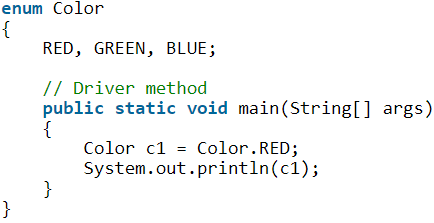 enum Color
{
    RED, GREEN, BLUE;

    // Driver method
    public static void main(String[] args)
    {
        Color c1 = Color.RED;
        System.out.println(c1);
    }
}